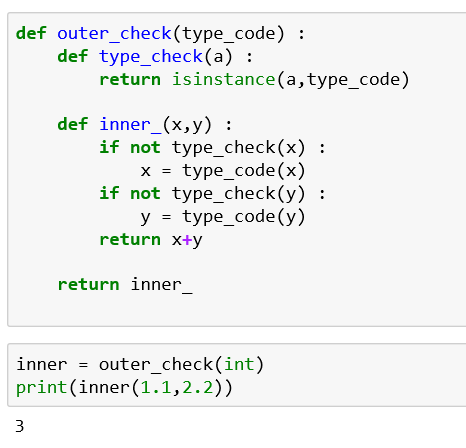 def outer_check(type_code) :
    def type_check(a) :
        return isinstance(a,type_code)
    def inner_(x,y) :
        if not type_check(x) :
            x = type_code(x)
        if not type_check(y) :
            y = type_code(y)
        return x+y
    return inner_
inner = outer_check(int)
print(inner(1.1,2.2))
3